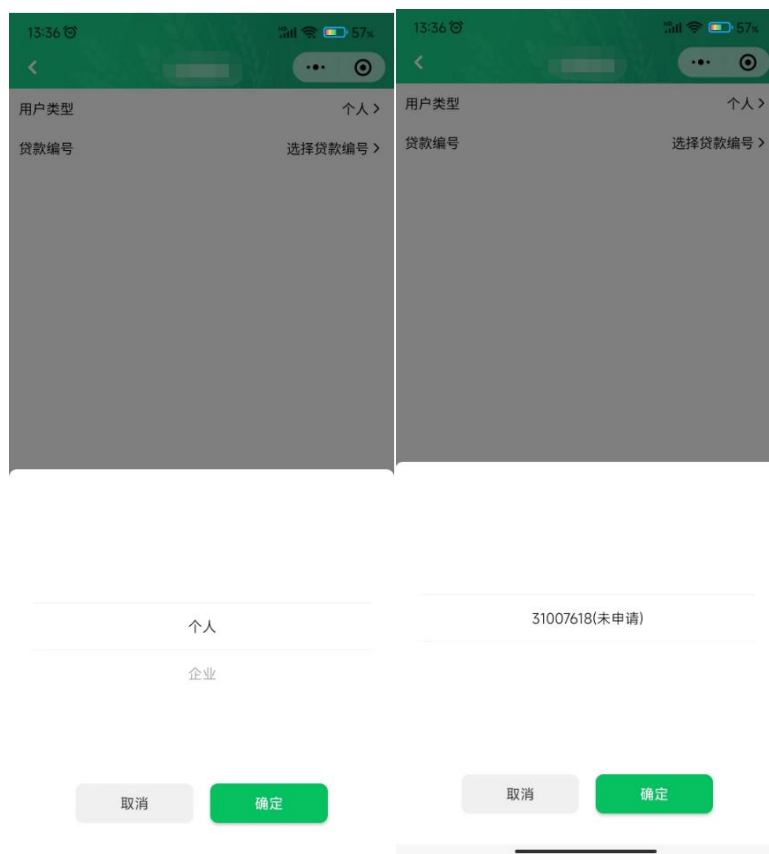 13:36
57%
用户类型
个人
贷款编号
选择贷款编号
个人
企业
取消
确定
13:36
57%
用户类型
个人
贷款编号
选择贷款编号
31007618(未申请)
取消
确定